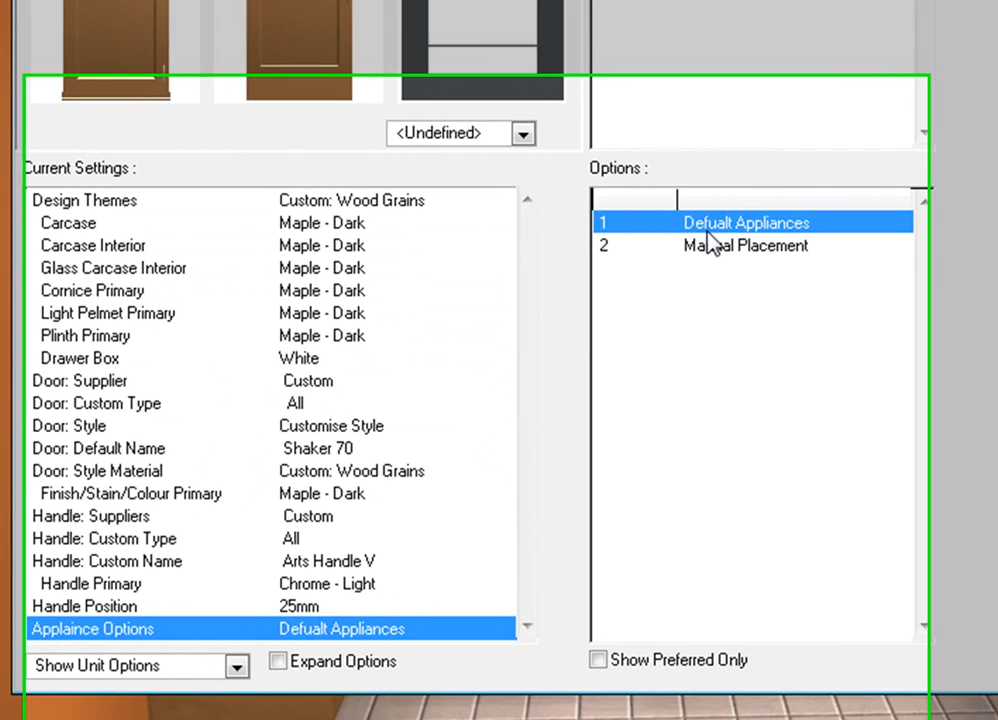 <Undefined>
Current Settings :
Options :
Design Themes Custom: Wood Grains
Carcase Maple - Dark
Carcase Interior Maple - Dark
Glass Carcase Interior Maple - Dark
Cornice Primary Maple - Dark
Light Pelmet Primary Maple - Dark
Plinth Primary Maple - Dark
Drawer Box White
Door: Supplier Custom
Door: Custom Type All
Door: Style Customise Style
Door: Default Name Shaker 70
Door: Style Material Custom: Wood Grains
Finish/Stain/Colour Primary Maple - Dark
Handle: Suppliers Custom
Handle: Custom Type All
Handle: Custom Name Arts Handle V
Handle Primary Chrome - Light
Handle Position 25mm
Applaince Options Defualt Appliances
1 Defualt Appliances
2 Manual Placement
Show Unit Options
Expand Options
Show Preferred Only